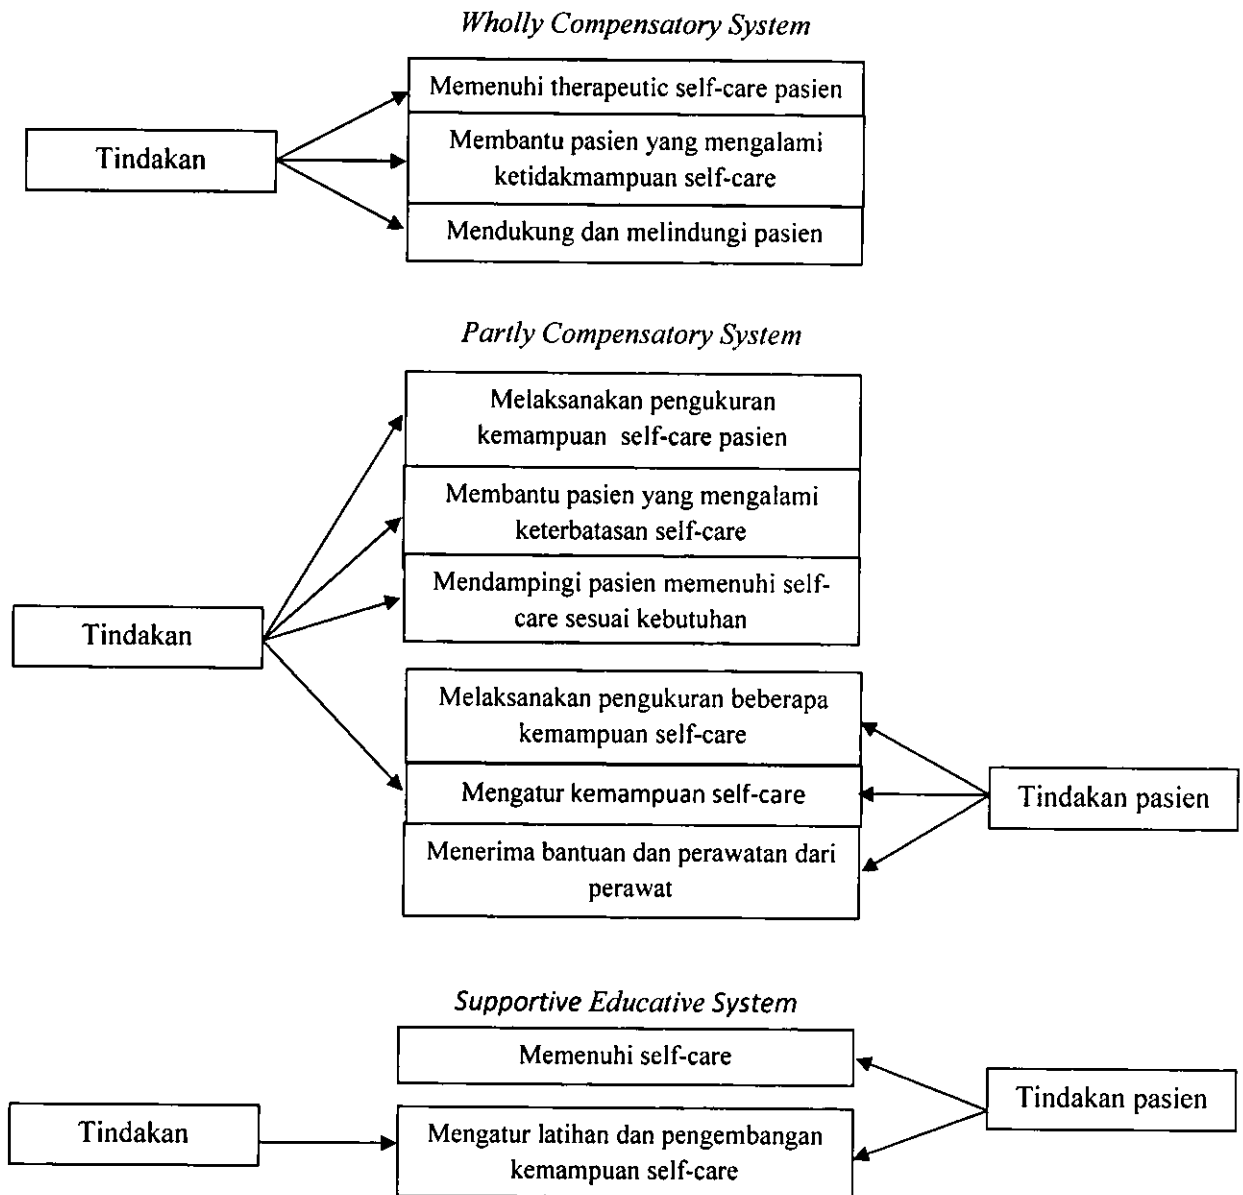 Wholly Compensatory System
Memenuhi therapeutic self-care pasien
Tindakan
Membantu pasien yang mengalami
ketidakmampuan self-care
Mendukung dan melindungi pasien
Partly Compensatory System
Melaksanakan pengukuran
kemampuan self-care pasien
Membantu pasien yang mengalami
keterbatasan self-care
Mendampingi pasien memenuhi self-
care sesuai kebutuhan
Tindakan
Melaksanakan pengukuran beberapa
kemampuan self-care
Mengatur kemampuan self-care
Tindakan pasien
Menerima bantuan dan perawatan dari
perawat
Supportive Educative System
Memenuhi self-care
Tindakan pasien
Tindakan
Mengatur latihan dan pengembangan
kemampuan self-care